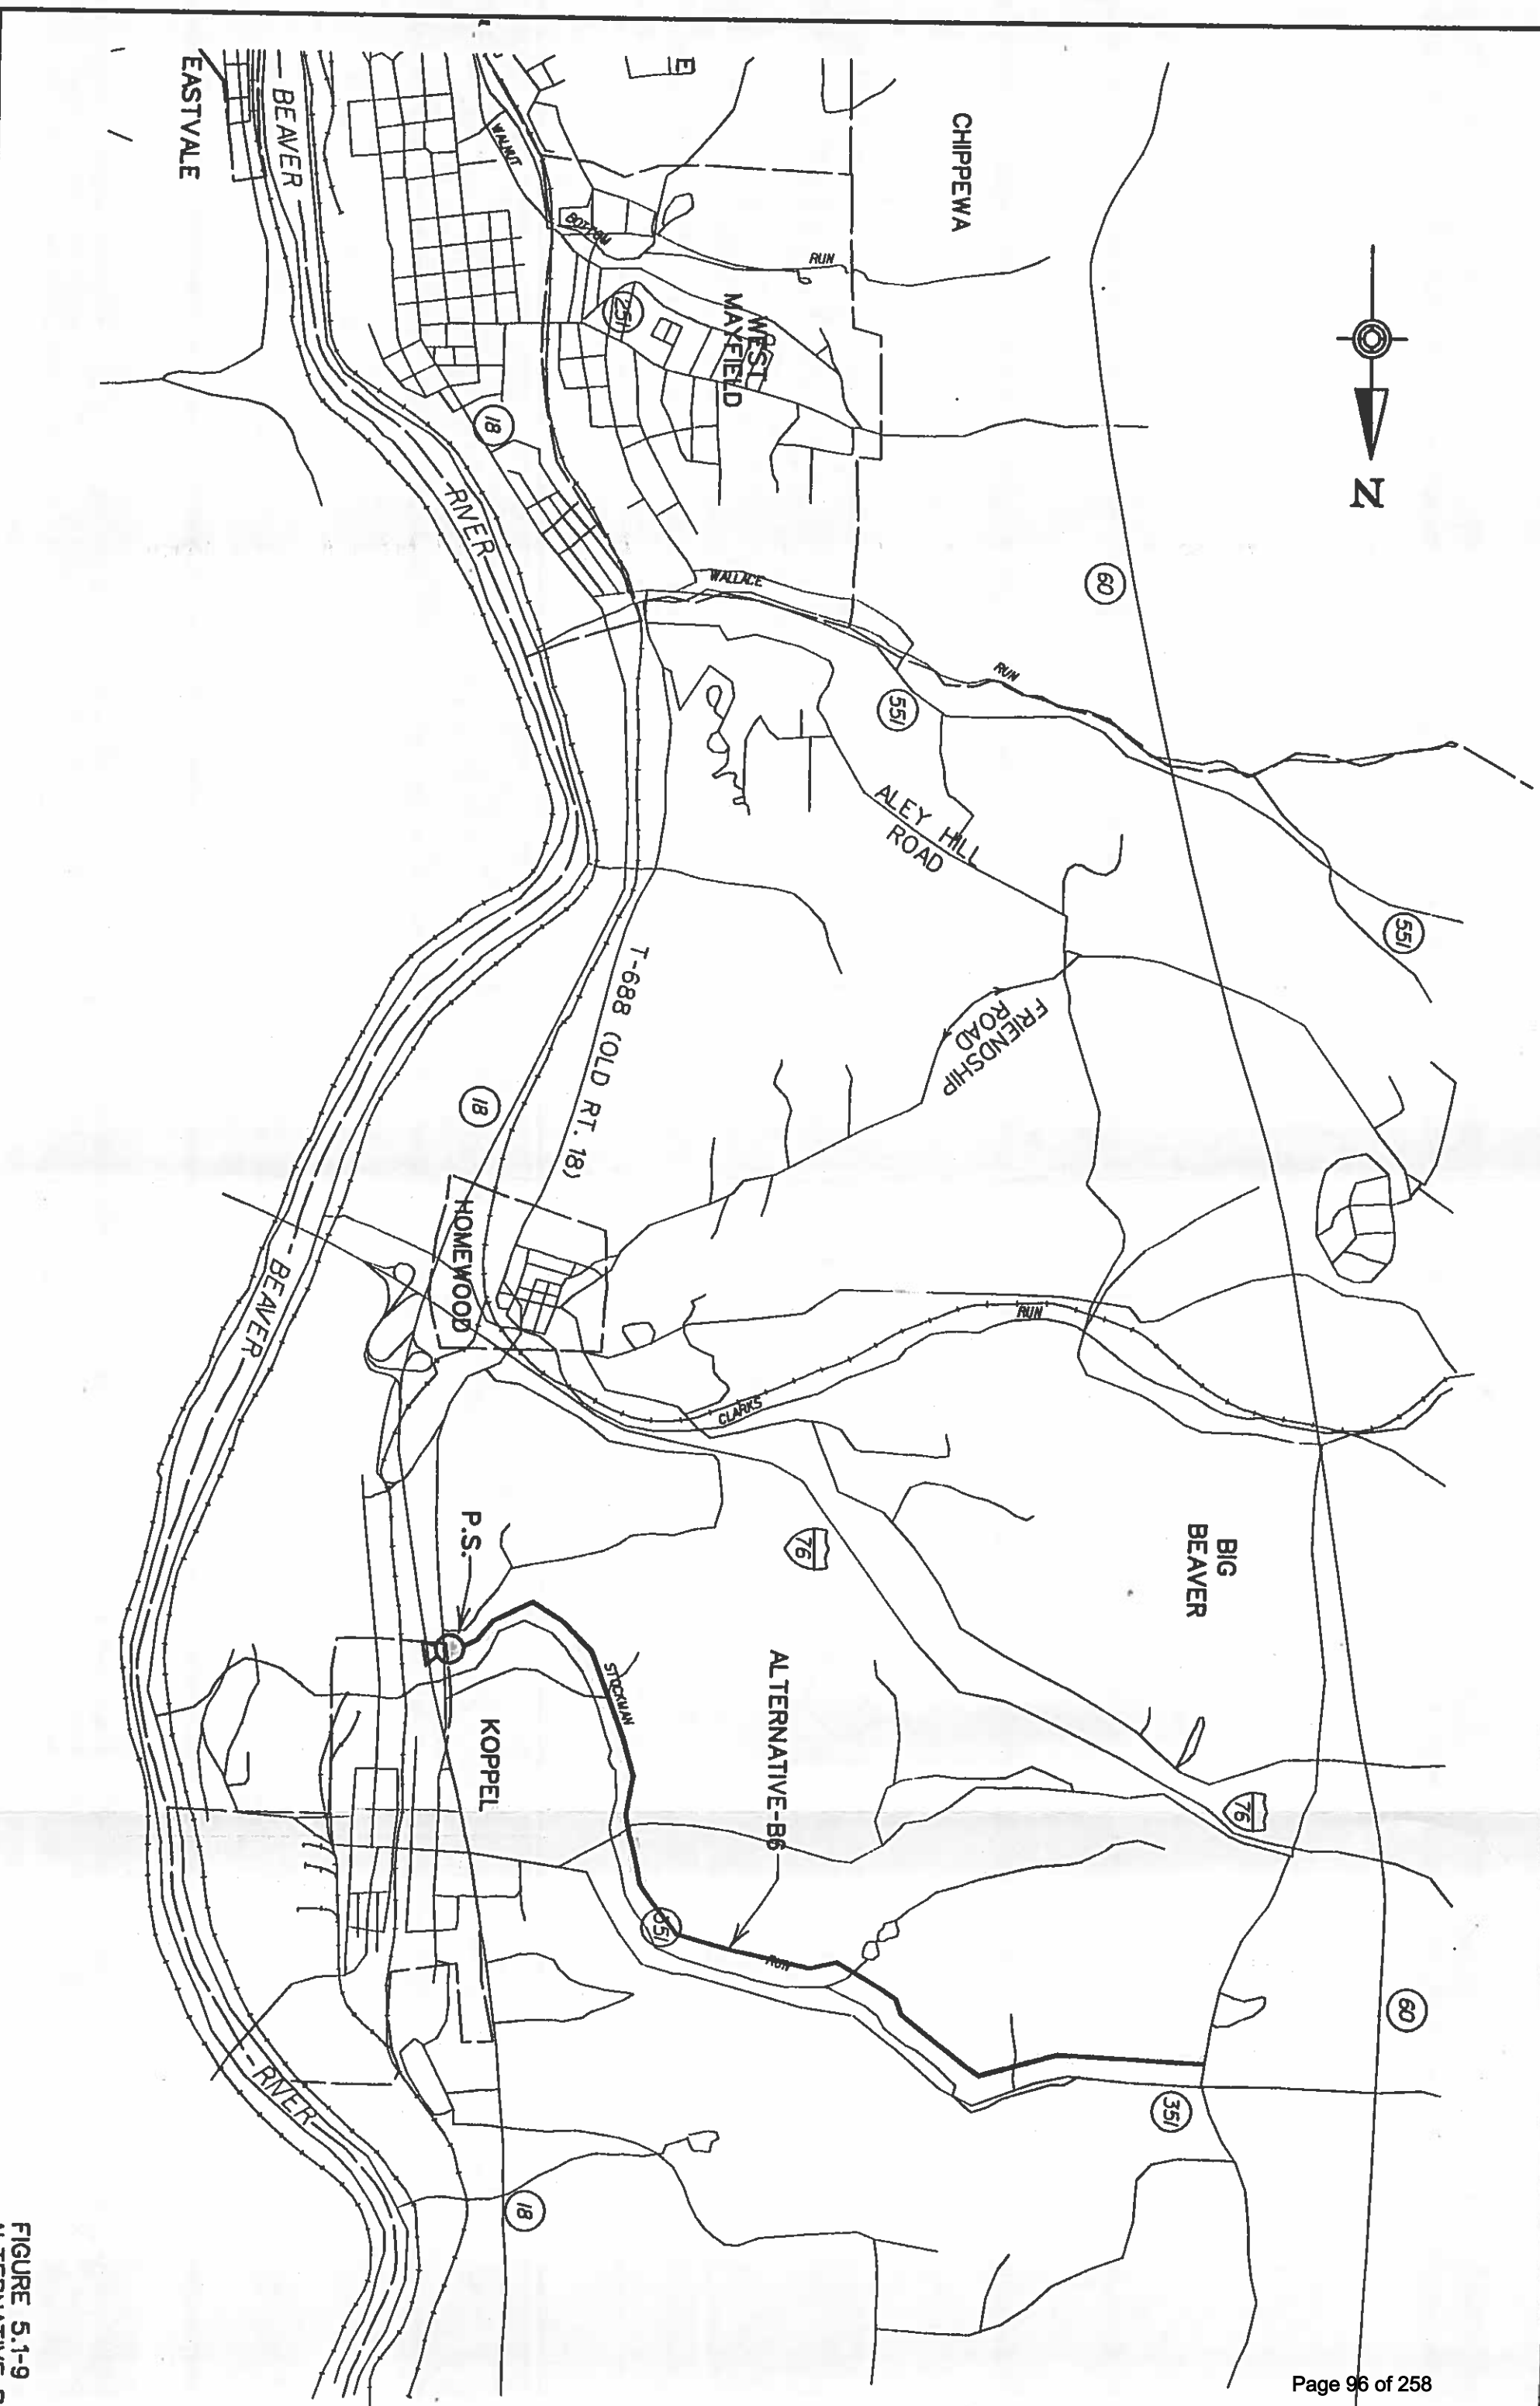 EASTVALE
BEAVER
WALNUT
BOTTOM
RUN
E
CHIPPEWA
251
WEST
MAYFIELD
N
18
RIVER
60
WALLACE
RUN
551
ALEY HILL
ROAD
551
T-688 (OLD RT. 18)
FRIENDSHIP
ROAD
18
HOMEWOOD
BEAVER
RUN
CLARKS
P.S.
76
BIG
BEAVER
STOCKMAN
ALTERNATIVE-B6
KOPPEL
76
351
RUN
60
351
RIVER
18
FIGURE 5.1-9
Page 96 of 258